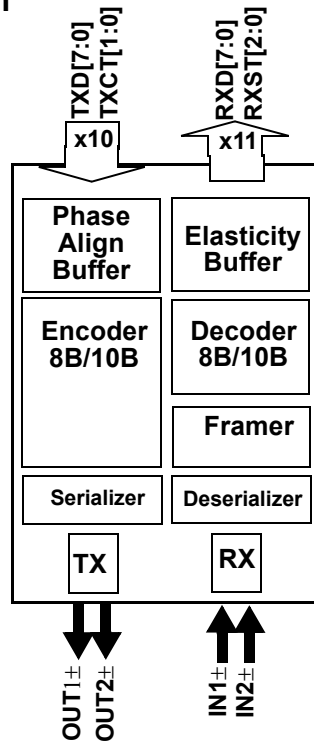 TXD[7:0]
TXCT[1:0]
RXD[7:0]
RXST[2:0]
x10
x11
Phase
Align
Buffer
Elasticity
Buffer
Encoder
8B/10B
Decoder
8B/10B
Framer
Serializer
Deserializer
TX
RX
OUT1±
OUT2±
IN1±
IN2±